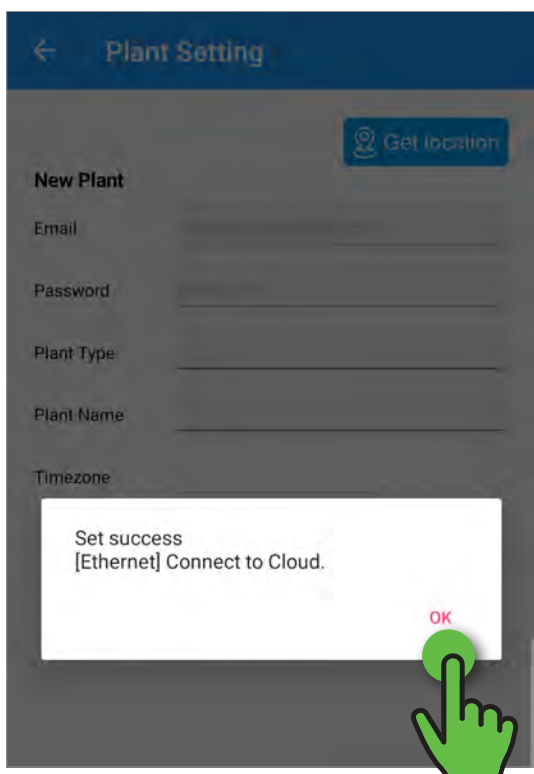 Plant Setting
Get location
New Plant
Email
Password
Plant Type
Plant Name
Timezone
Set success
[Ethernet] Connect to Cloud.
OK